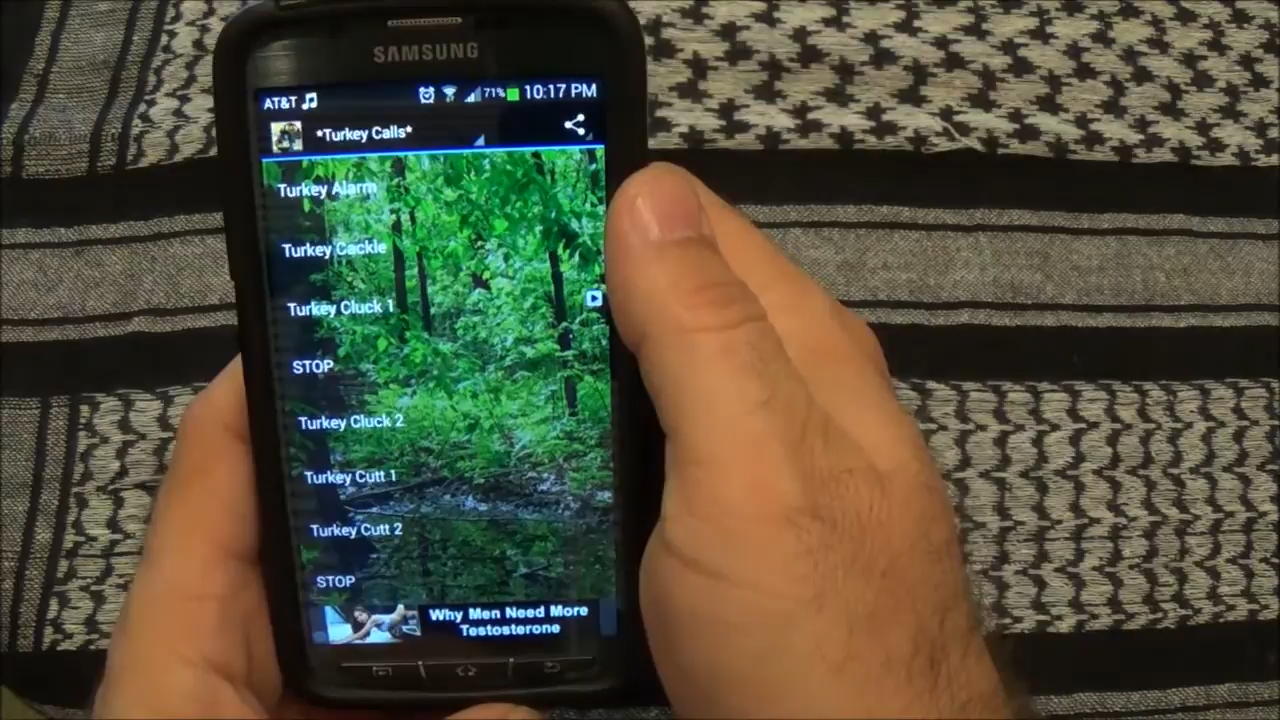 SAMSUNG
AT&T 71% 10:17 PM
*Turkey Calls*
Turkey Alarm
Turkey Cackle
Turkey Cluck 1
STOP
Turkey Cluck 2
Turkey Cutt 1
Turkey Cutt 2
STOP
Why Men Need More
Testosterone